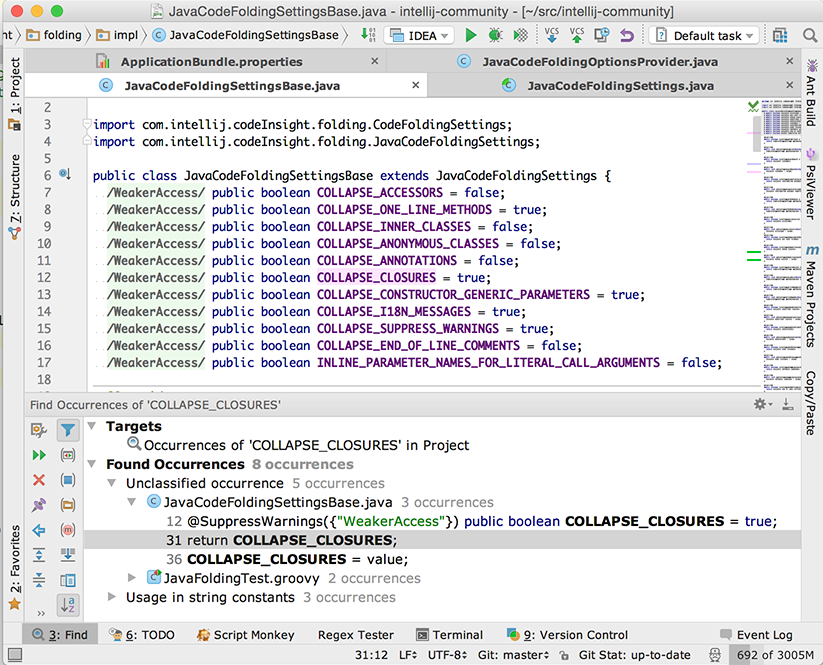 JavaCodeFoldingSettingsBase.java - intellij-community - [~/src/intellij-community]
nt folding impl JavaCodeFoldingSettingsBase IDEA VCS VCS Default task
ApplicationBundle.properties JavaCodeFoldingOptionsProvider.java
JavaCodeFoldingSettingsBase.java JavaCodeFoldingSettings.java
1: Project
7: Structure
2: Favorites
2
3 import com.intellij.codeInsight.folding.CodeFoldingSettings;
4 import com.intellij.codeInsight.folding.JavaCodeFoldingSettings;
5
6 public class JavaCodeFoldingSettingsBase extends JavaCodeFoldingSettings {
7 /WeakerAccess/ public boolean COLLAPSE_ACCESSORS = false;
8 /WeakerAccess/ public boolean COLLAPSE_ONE_LINE_METHODS = true;
9 /WeakerAccess/ public boolean COLLAPSE_INNER_CLASSES = false;
10 /WeakerAccess/ public boolean COLLAPSE_ANONYMOUS_CLASSES = false;
11 /WeakerAccess/ public boolean COLLAPSE_ANNOTATIONS = false;
12 /WeakerAccess/ public boolean COLLAPSE_CLOSURES = true;
13 /WeakerAccess/ public boolean COLLAPSE_CONSTRUCTOR_GENERIC_PARAMETERS = true;
14 /WeakerAccess/ public boolean COLLAPSE_I18N_MESSAGES = true;
15 /WeakerAccess/ public boolean COLLAPSE_SUPPRESS_WARNINGS = true;
16 /WeakerAccess/ public boolean COLLAPSE_END_OF_LINE_COMMENTS = false;
17 /WeakerAccess/ public boolean INLINE_PARAMETER_NAMES_FOR_LITERAL_CALL_ARGUMENTS = false;
18
Ant Build
PsiViewer
Maven Projects
Copy/Paste
Find Occurrences of 'COLLAPSE_CLOSURES'
Targets
Occurrences of 'COLLAPSE_CLOSURES' in Project
Found Occurrences 8 occurrences
Unclassified occurrence 5 occurrences
JavaCodeFoldingSettingsBase.java 3 occurrences
12 @SuppressWarnings({"WeakerAccess"}) public boolean COLLAPSE_CLOSURES = true;
31 return COLLAPSE_CLOSURES;
36 COLLAPSE_CLOSURES = value;
JavaFoldingTest.groovy 2 occurrences
Usage in string constants 3 occurrences
3: Find 6: TODO Script Monkey Regex Tester Terminal 9: Version Control Event Log
31:12 LF UTF-8 Git: master Git Stat: up-to-date 692 of 3005M